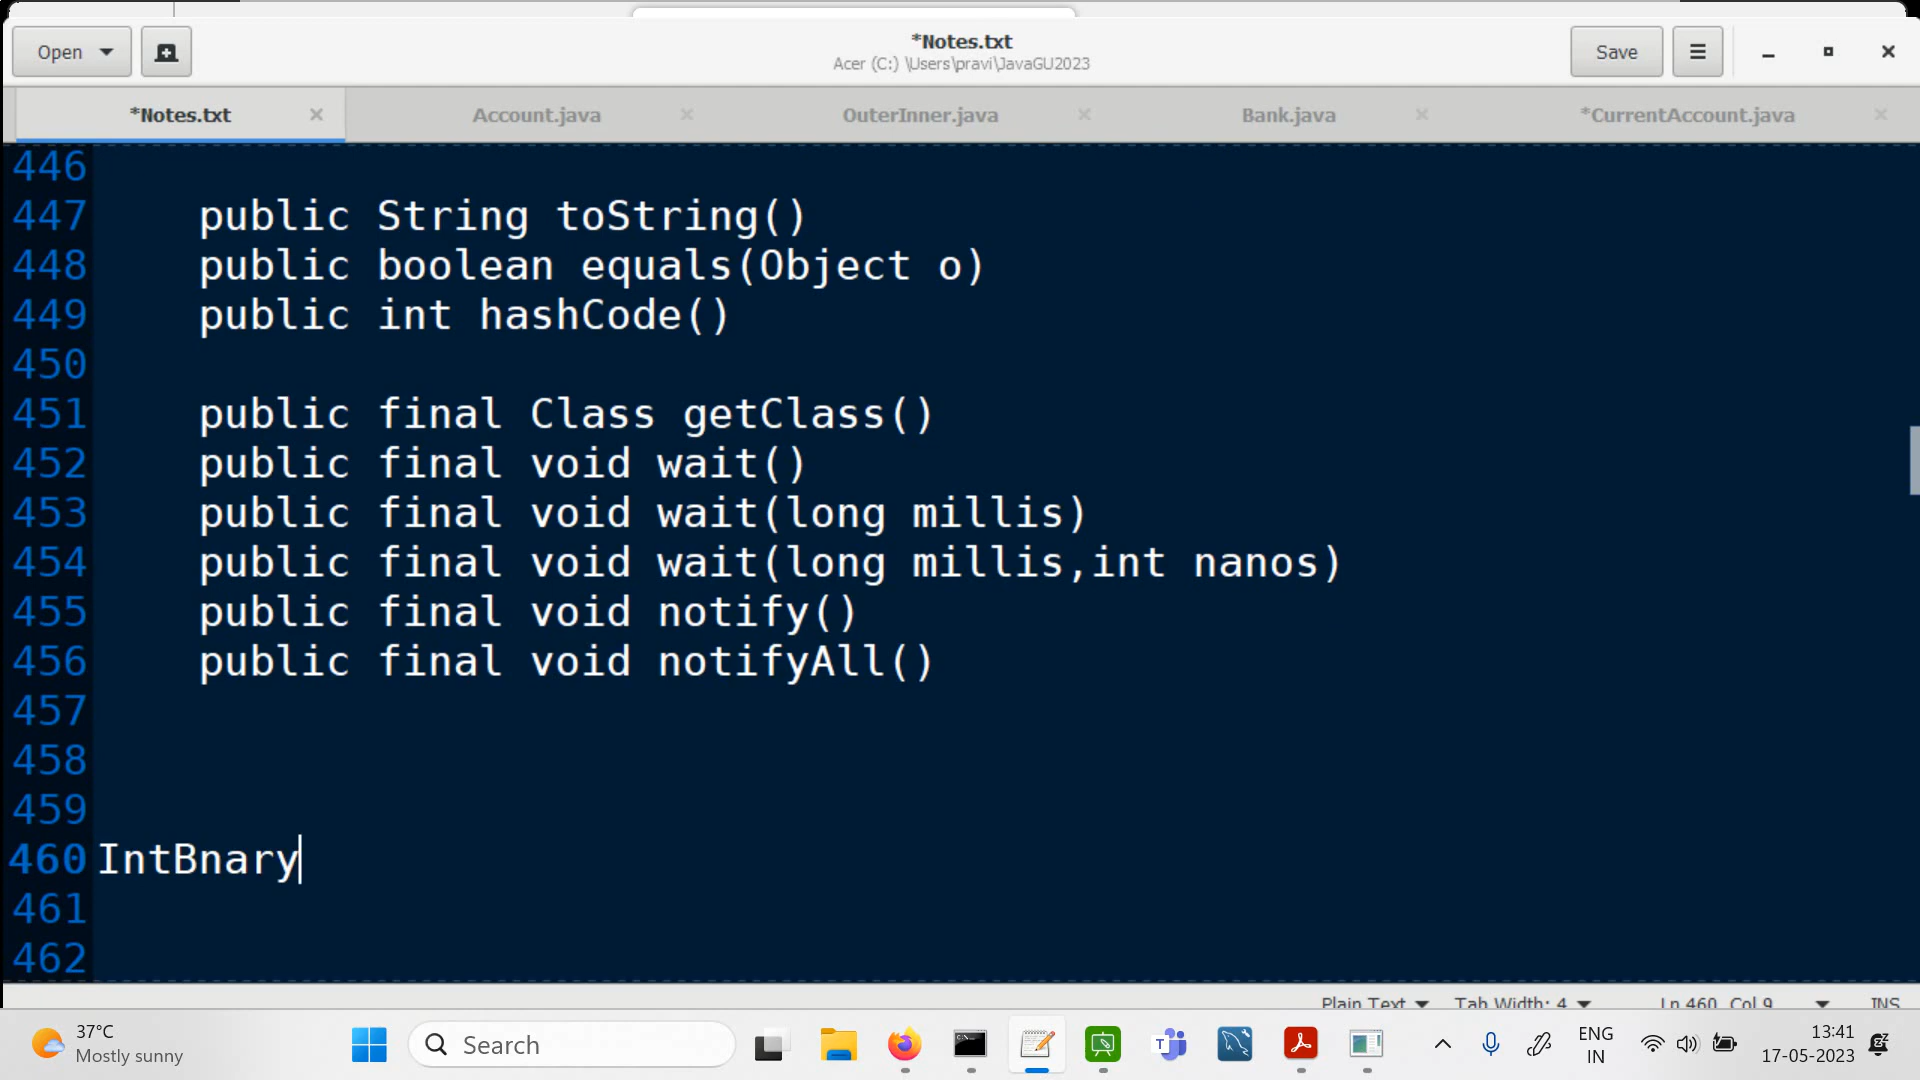 *Notes.txt
Open
Save
Acer (C:) \Users\pravi\JavaGU2023
*Notes.txt
Account.java
OuterInner.java
Bank.java
*CurrentAccount.java
446
447 public String toString()
448 public boolean equals(Object o)
449 public int hashCode()
450
451 public final Class getClass()
452 public final void wait()
453 public final void wait(long millis)
454 public final void wait(long millis,int nanos)
455 public final void notify()
456 public final void notifyAll()
457
458
459
460 IntBnary
461
462
Plain Text Tab Width: 4 Ln 460, Col 9 INS
37°C
Mostly sunny
Search
ENG
IN
13:41
17-05-2023